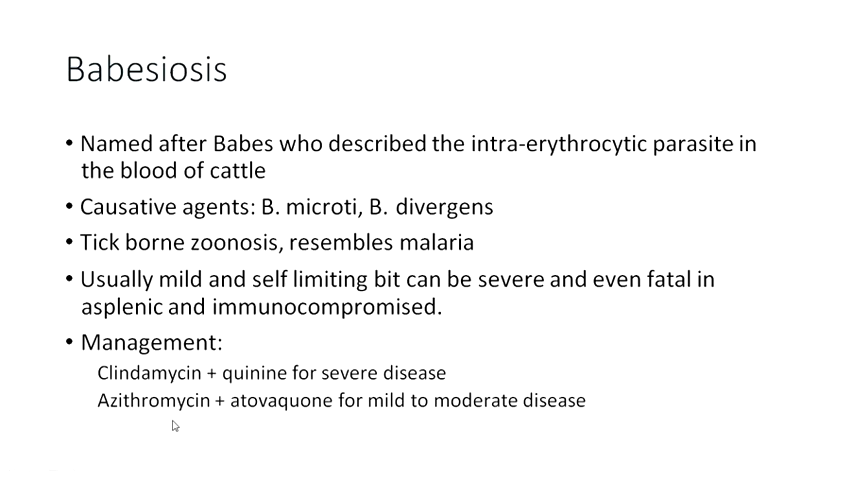 Babesiosis
• Named after Babes who described the intra-erythrocytic parasite in
the blood of cattle
• Causative agents: B. microti, B. divergens
• Tick borne zoonosis, resembles malaria
• Usually mild and self limiting bit can be severe and even fatal in
asplenic and immunocompromised.
• Management:
Clindamycin + quinine for severe disease
Azithromycin + atovaquone for mild to moderate disease